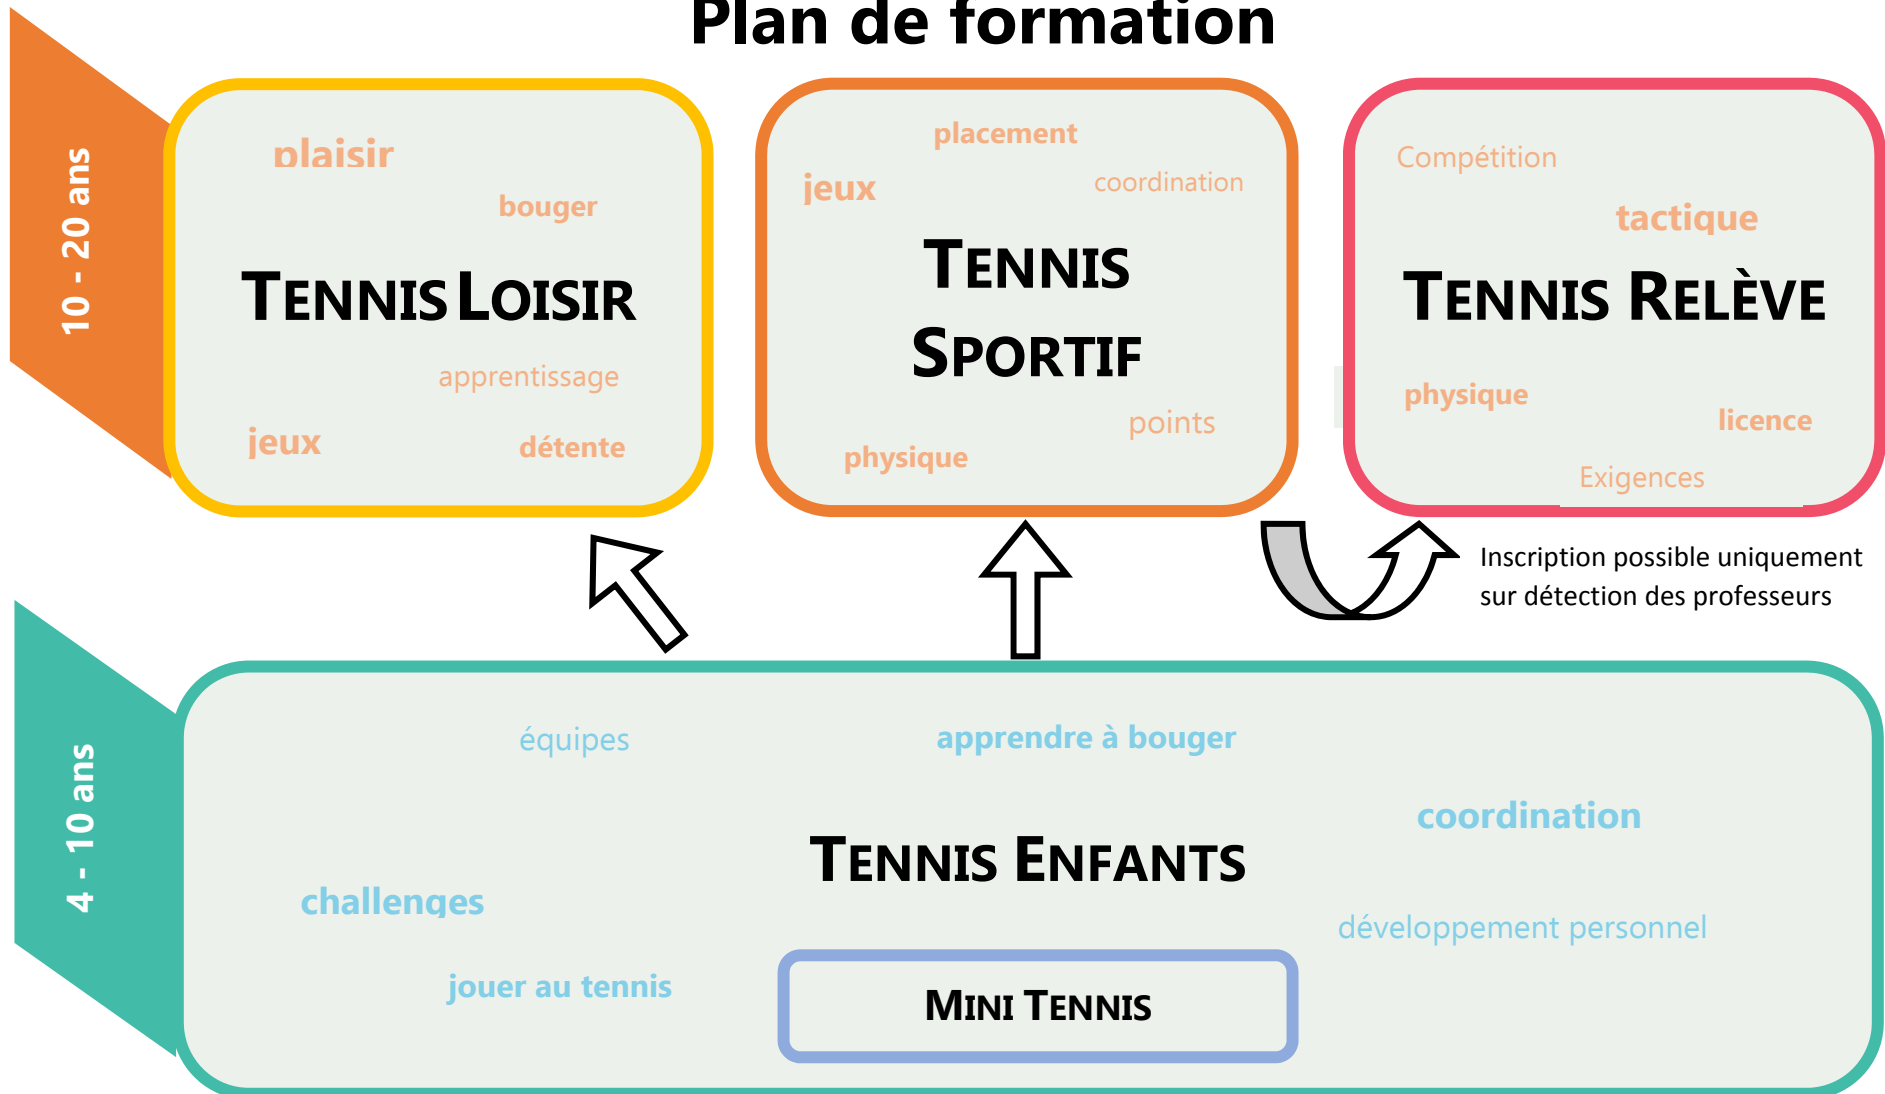 Plan de formation
10 - 20 ans
plaisir
bouger
TENNIS LOISIR
apprentissage
jeux
détente
placement
jeux
coordination
TENNIS
SPORTIF
points
physique
Compétition
tactique
TENNIS RELÈVE
physique
licence
Exigences
Inscription possible uniquement
sur détection des professeurs
4 - 10 ans
équipes
apprendre à bouger
coordination
TENNIS ENFANTS
challenges
développement personnel
jouer au tennis
MINI TENNIS